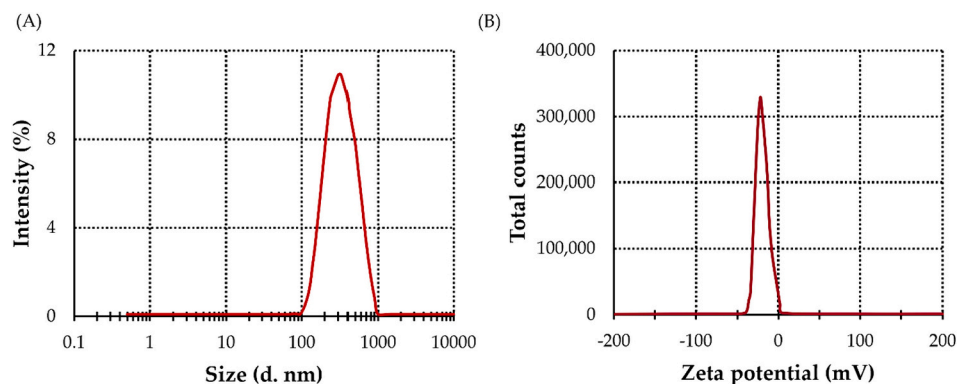 (A)
12
8
4
0
Intensity (%)
0.1 1 10 100 1000 10000
Size (d. nm)
(B)
400,000
300,000
200,000
100,000
0
Total counts
-200 -100 0 100 200
Zeta potential (mV)